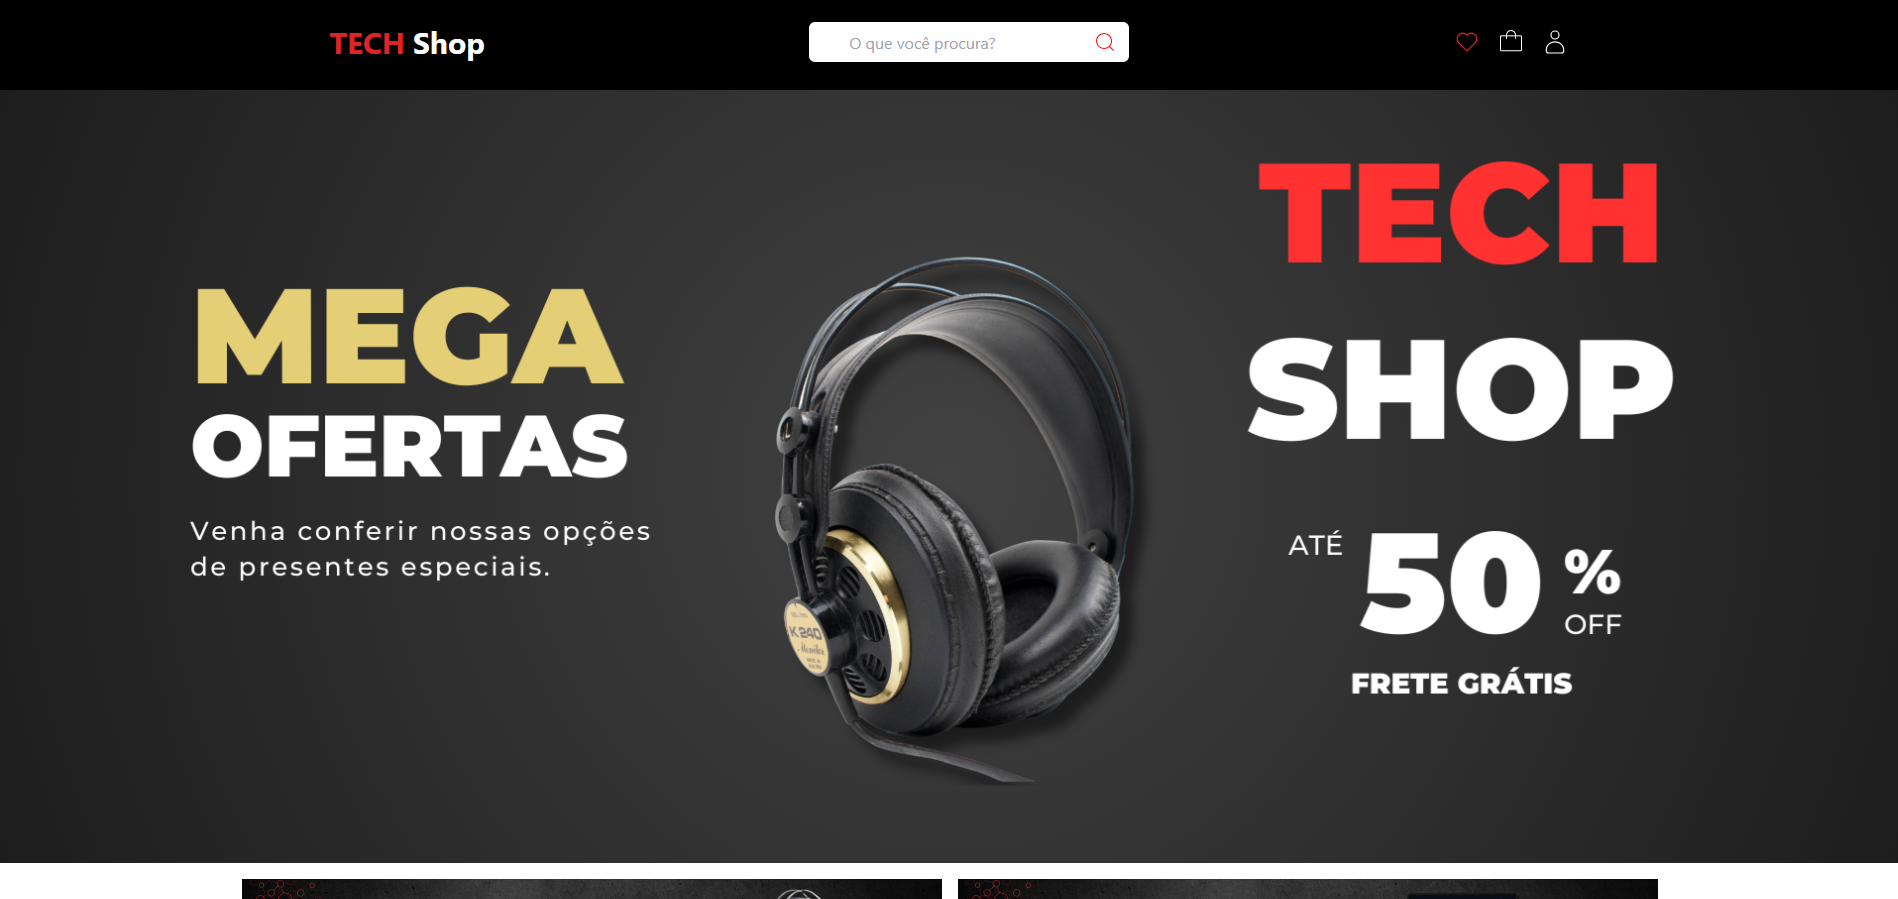 TECH Shop
O que você procura?
TECH
SHOP
MEGA
OFERTAS
Venha conferir nossas opções
de presentes especiais.
ATÉ 50 %
OFF
FRETE GRÁTIS
K 240